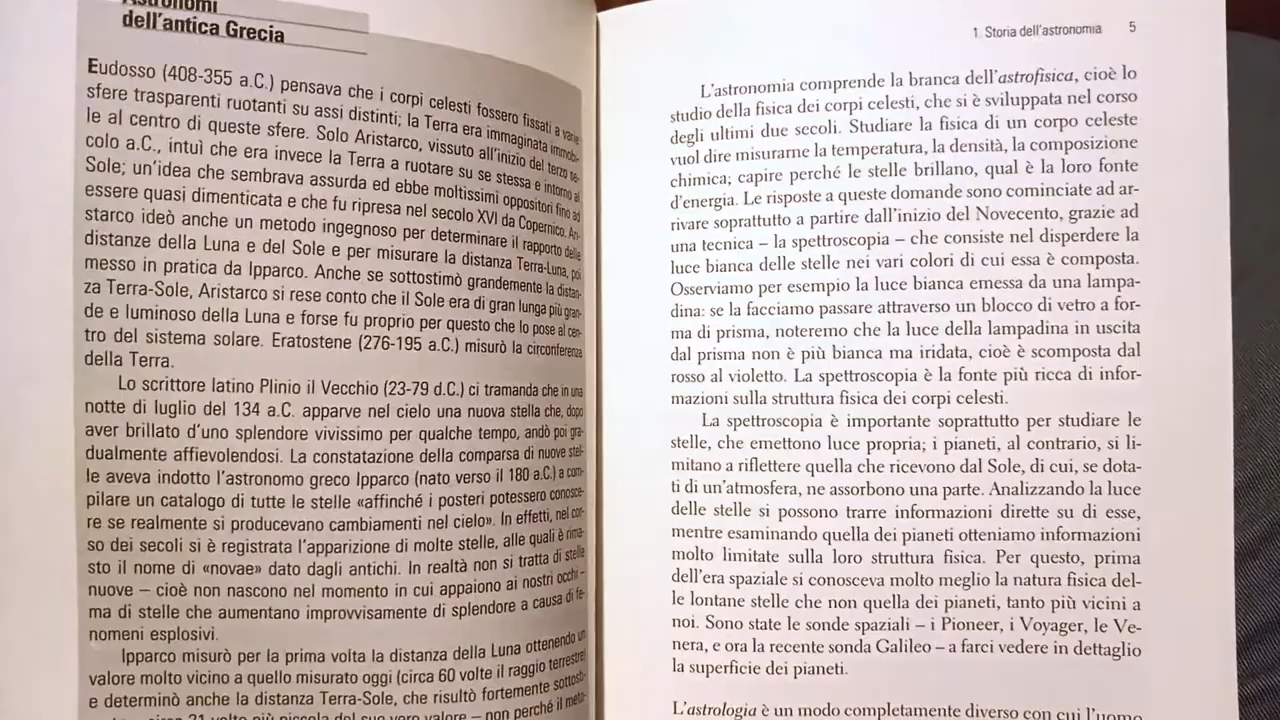 Astronomi
dell'antica Grecia
Eudosso (408-355 a.C.) pensava che i corpi celesti fossero fissati a varie
sfere trasparenti ruotanti su assi distinti; la Terra era immaginata immobi-
le al centro di queste sfere. Solo Aristarco, vissuto all'inizio del terzo se-
colo a.C., intuì che era invece la Terra a ruotare su se stessa e intorno al
Sole; un'idea che sembrava assurda ed ebbe moltissimi oppositori fino ad
essere quasi dimenticata e che fu ripresa nel secolo XVI da Copernico. Ari-
starco ideò anche un metodo ingegnoso per determinare il rapporto delle
distanze della Luna e del Sole e per misurare la distanza Terra-Luna, poi
messo in pratica da Ipparco. Anche se sottostimò grandemente la distan-
za Terra-Sole, Aristarco si rese conto che il Sole era di gran lunga più gran-
de e luminoso della Luna e forse fu proprio per questo che lo pose al cen-
tro del sistema solare. Eratostene (276-195 a.C.) misurò la circonferenza
della Terra.
Lo scrittore latino Plinio il Vecchio (23-79 d.C.) ci tramanda che in una
notte di luglio del 134 a.C. apparve nel cielo una nuova stella che, dopo
aver brillato d'uno splendore vivissimo per qualche tempo, andò poi gra-
dualmente affievolendosi. La constatazione della comparsa di nuove stel-
le aveva indotto l'astronomo greco Ipparco (nato verso il 180 a.C.) a com-
pilare un catalogo di tutte le stelle «affinché i posteri potessero conosce-
re se realmente si producevano cambiamenti nel cielo». In effetti, nel cor-
so dei secoli si è registrata l'apparizione di molte stelle, alle quali è rima-
sto il nome di «novae» dato dagli antichi. In realtà non si tratta di stelle
nuove – cioè non nascono nel momento in cui appaiono ai nostri occhi –
ma di stelle che aumentano improvvisamente di splendore a causa di fe-
nomeni esplosivi.
Ipparco misurò per la prima volta la distanza della Luna ottenendo un
valore molto vicino a quello misurato oggi (circa 60 volte il raggio terrestre)
e determinò anche la distanza Terra-Sole, che risultò fortemente sottosti-
circa 21 volte più piccola del suo vero valore – non perché il meto-
1 Storia dell'astronomia 5
L'astronomia comprende la branca dell'astrofisica, cioè lo
studio della fisica dei corpi celesti, che si è sviluppata nel corso
degli ultimi due secoli. Studiare la fisica di un corpo celeste
vuol dire misurarne la temperatura, la densità, la composizione
chimica; capire perché le stelle brillano, qual è la loro fonte
d'energia. Le risposte a queste domande sono cominciate ad ar-
rivare soprattutto a partire dall'inizio del Novecento, grazie ad
una tecnica – la spettroscopia – che consiste nel disperdere la
luce bianca delle stelle nei vari colori di cui essa è composta.
Osserviamo per esempio la luce bianca emessa da una lampa-
dina: se la facciamo passare attraverso un blocco di vetro a for-
ma di prisma, noteremo che la luce della lampadina in uscita
dal prisma non è più bianca ma iridata, cioè è scomposta dal
rosso al violetto. La spettroscopia è la fonte più ricca di infor-
mazioni sulla struttura fisica dei corpi celesti.
La spettroscopia è importante soprattutto per studiare le
stelle, che emettono luce propria; i pianeti, al contrario, si li-
mitano a riflettere quella che ricevono dal Sole, di cui, se dota-
ti di un'atmosfera, ne assorbono una parte. Analizzando la luce
delle stelle si possono trarre informazioni dirette su di esse,
mentre esaminando quella dei pianeti otteniamo informazioni
molto limitate sulla loro struttura fisica. Per questo, prima
dell'era spaziale si conosceva molto meglio la natura fisica del-
le lontane stelle che non quella dei pianeti, tanto più vicini a
noi. Sono state le sonde spaziali – i Pioneer, i Voyager, le Ve-
nera, e ora la recente sonda Galileo – a farci vedere in dettaglio
la superficie dei pianeti.
L'astrologia è un modo completamente diverso con cui l'uomo